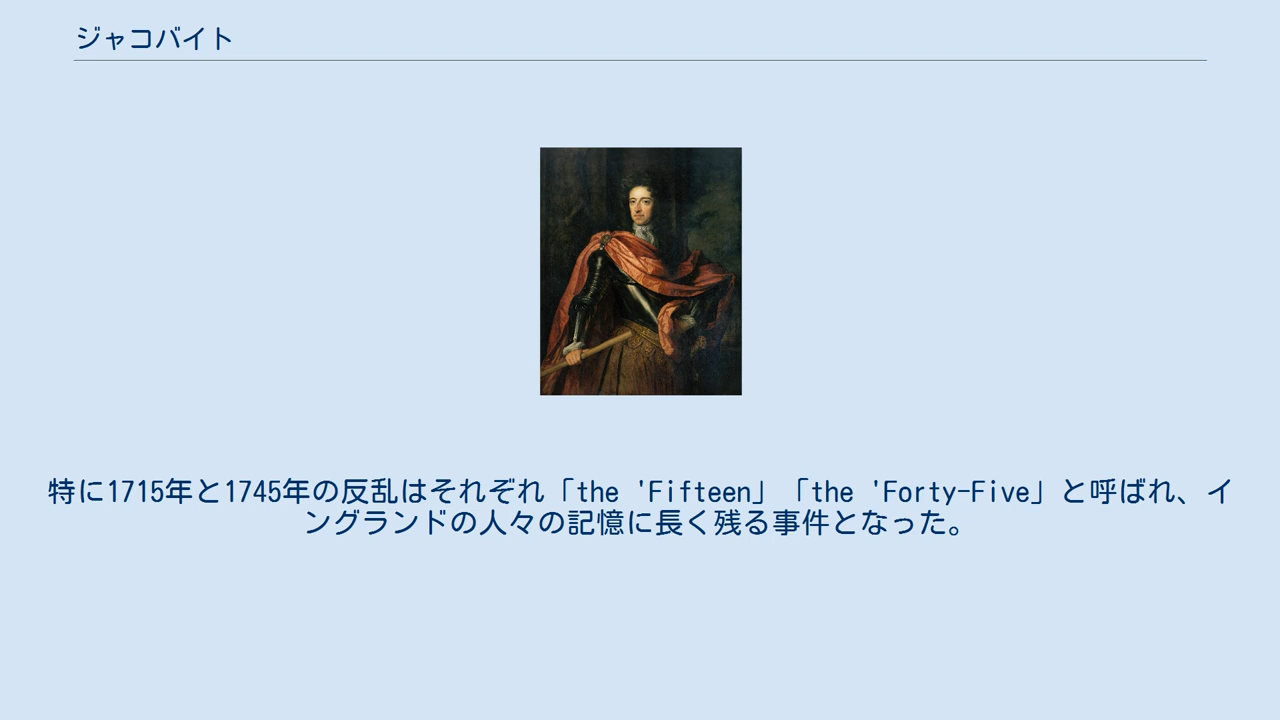 ジャコバイト
特に1715年と1745年の反乱はそれぞれ「the 'Fifteen」「the 'Forty-Five」と呼ばれ、イ
ングランドの人々の記憶に長く残る事件となった。